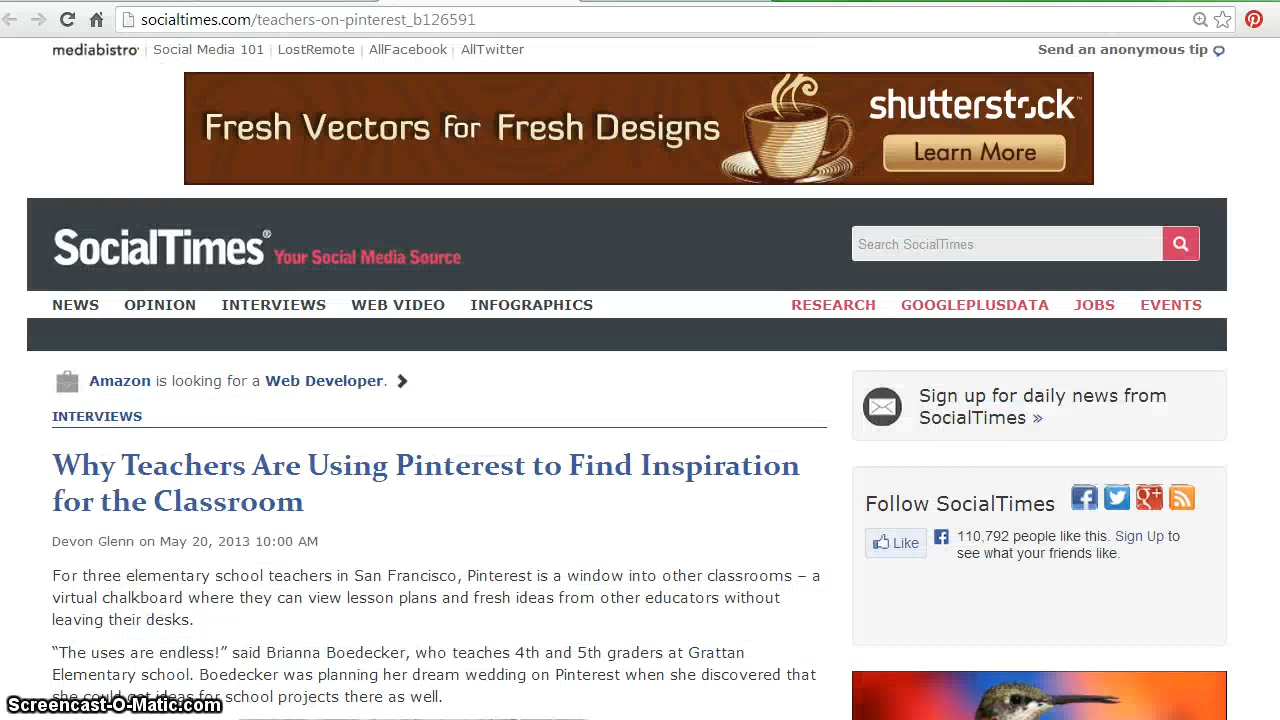 socialtimes.com/teachers-on-pinterest_b126591
mediabistro Social Media 101 LostRemote AllFacebook AllTwitter Send an anonymous tip
Fresh Vectors for Fresh Designs
shutterstock™
Learn More
SocialTimes® Your Social Media Source
Search SocialTimes
NEWS OPINION INTERVIEWS WEB VIDEO INFOGRAPHICS RESEARCH GOOGLEPLUSDATA JOBS EVENTS
Amazon is looking for a Web Developer.
INTERVIEWS
Why Teachers Are Using Pinterest to Find Inspiration
for the Classroom
Devon Glenn on May 20, 2013 10:00 AM
For three elementary school teachers in San Francisco, Pinterest is a window into other classrooms – a
virtual chalkboard where they can view lesson plans and fresh ideas from other educators without
leaving their desks.
“The uses are endless!” said Brianna Boedecker, who teaches 4th and 5th graders at Grattan
Elementary school. Boedecker was planning her dream wedding on Pinterest when she discovered that
she could get ideas for school projects there as well.
Sign up for daily news from
SocialTimes »
Follow SocialTimes
Like
110,792 people like this. Sign Up to
see what your friends like.
Screencast-O-Matic.com